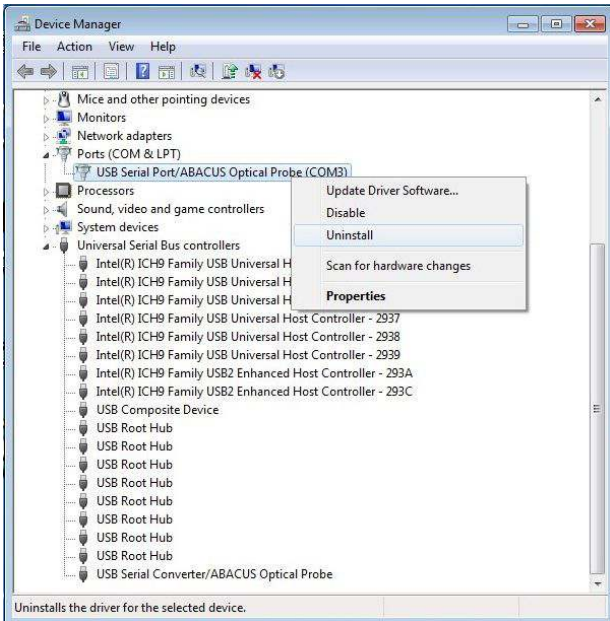 Device Manager
File Action View Help
Mice and other pointing devices
Monitors
Network adapters
Ports (COM & LPT)
USB Serial Port/ABACUS Optical Probe (COM3)
Processors
Sound, video and game controllers
System devices
Universal Serial Bus controllers
Intel(R) ICH9 Family USB Universal H
Intel(R) ICH9 Family USB Universal H
Intel(R) ICH9 Family USB Universal H
Intel(R) ICH9 Family USB Universal Host Controller - 2937
Intel(R) ICH9 Family USB Universal Host Controller - 2938
Intel(R) ICH9 Family USB Universal Host Controller - 2939
Intel(R) ICH9 Family USB2 Enhanced Host Controller - 293A
Intel(R) ICH9 Family USB2 Enhanced Host Controller - 293C
USB Composite Device
USB Root Hub
USB Root Hub
USB Root Hub
USB Root Hub
USB Root Hub
USB Root Hub
USB Root Hub
USB Root Hub
USB Serial Converter/ABACUS Optical Probe
Update Driver Software...
Disable
Uninstall
Scan for hardware changes
Properties
Uninstalls the driver for the selected device.